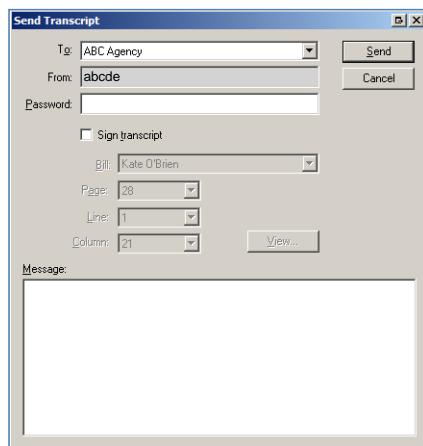 Send Transcript
To: ABC Agency
Send
From: abcde
Cancel
Password:
Sign transcript
Bill: Kate O'Brien
Page: 28
Line: 1
Column: 21
View...
Message: